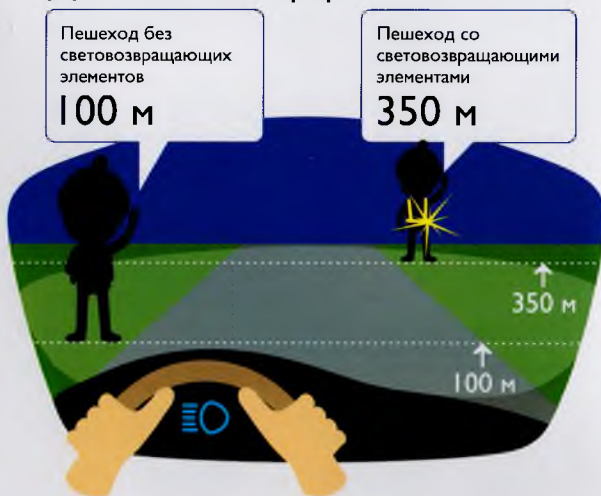 Пешеход без
световозвращающих
элементов
100 м
Пешеход со
световозвращающими
элементами
350 м
350 м
100 м